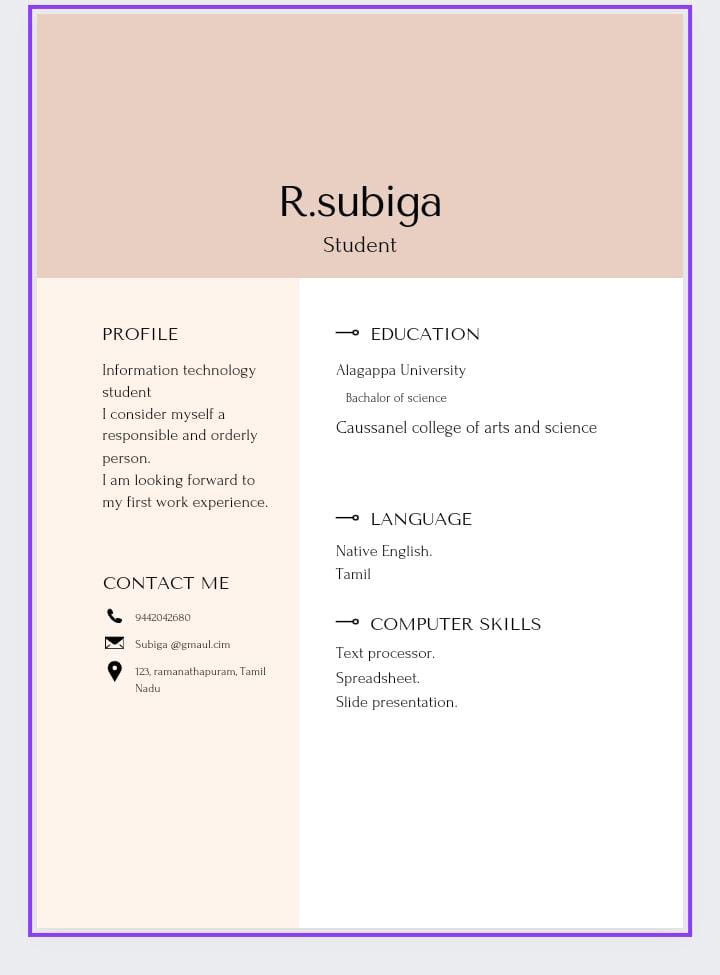 R.subiga
Student
PROFILE
Information technology
student
I consider myself a
responsible and orderly
person.
I am looking forward to
my first work experience.
CONTACT ME
9442042680
Subiga @gmaul.cim
123, ramanathapuram, Tamil
Nadu
EDUCATION
Alagappa University
Bachalor of science
Caussanel college of arts and science
LANGUAGE
Native English.
Tamil
COMPUTER SKILLS
Text processor.
Spreadsheet.
Slide presentation.